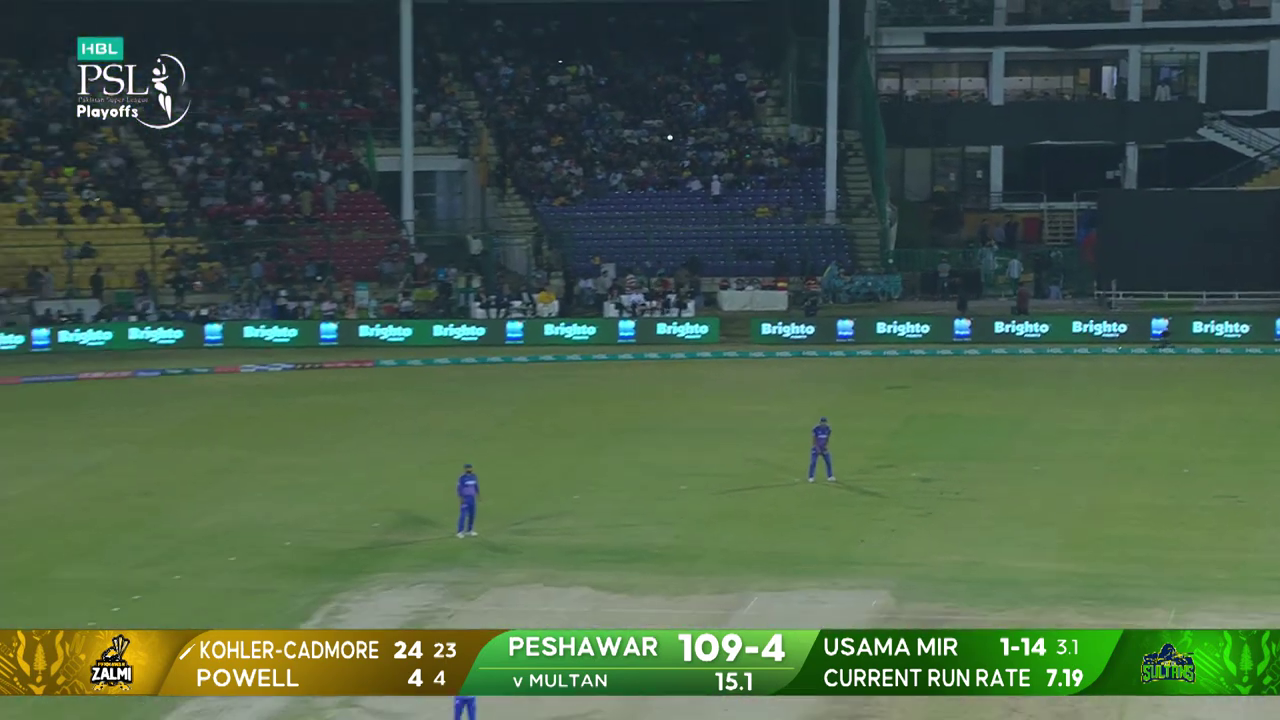 HBL
PSL
Pakistan Super League
Playoffs
Brighto Brighto Brighto Brighto Brighto Brighto Brighto Brighto Brighto Brighto Brighto Brighto
KOHLER-CADMORE 24 23
POWELL 4 4
PESHAWAR 109-4
v MULTAN 15.1
USAMA MIR 1-14 3.1
CURRENT RUN RATE 7.19
ZALMI
SULTANS